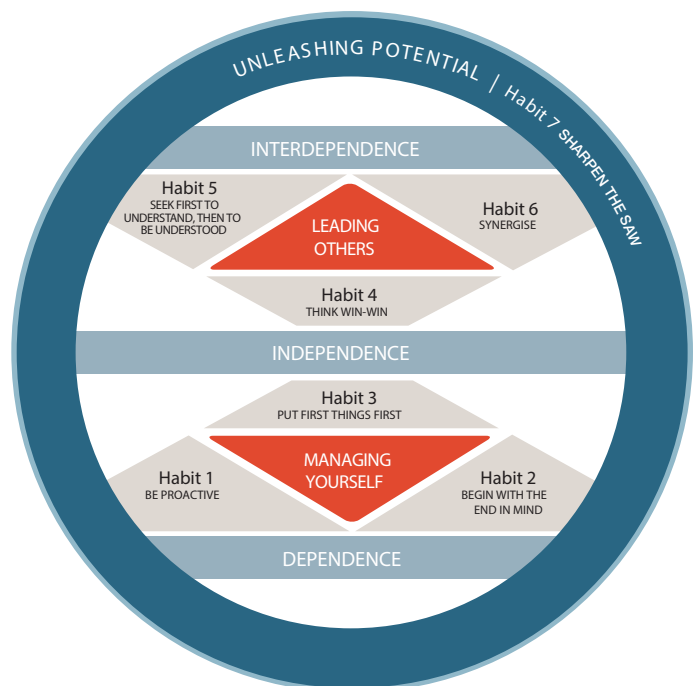 UNLEASHING POTENTIAL | Habit 7 SHARPEN THE SAW
INTERDEPENDENCE
Habit 5
SEEK FIRST TO
UNDERSTAND, THEN TO
BE UNDERSTOOD
LEADING
OTHERS
Habit 6
SYNERGISE
Habit 4
THINK WIN-WIN
INDEPENDENCE
Habit 3
PUT FIRST THINGS FIRST
Habit 1
BE PROACTIVE
MANAGING
YOURSELF
Habit 2
BEGIN WITH THE
END IN MIND
DEPENDENCE